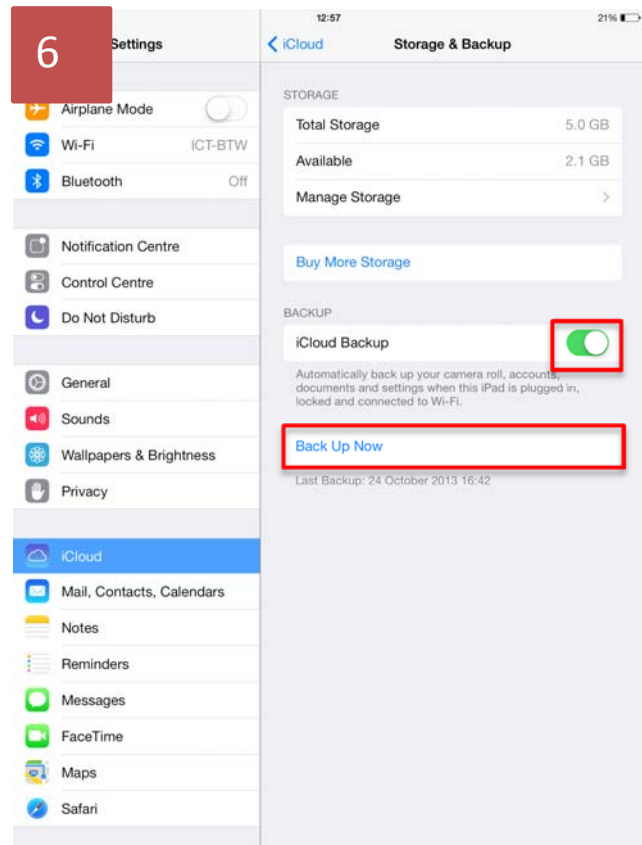 6
Settings
Airplane Mode
Wi-Fi ICT-BTW
Bluetooth Off
Notification Centre
Control Centre
Do Not Disturb
General
Sounds
Wallpapers & Brightness
Privacy
iCloud
Mail, Contacts, Calendars
Notes
Reminders
Messages
FaceTime
Maps
Safari
12:57 21%
iCloud Storage & Backup
STORAGE
Total Storage 5.0 GB
Available 2.1 GB
Manage Storage
Buy More Storage
BACKUP
iCloud Backup
Automatically back up your camera roll, accounts,
documents and settings when this iPad is plugged in,
locked and connected to Wi-Fi.
Back Up Now
Last Backup: 24 October 2013 16:42